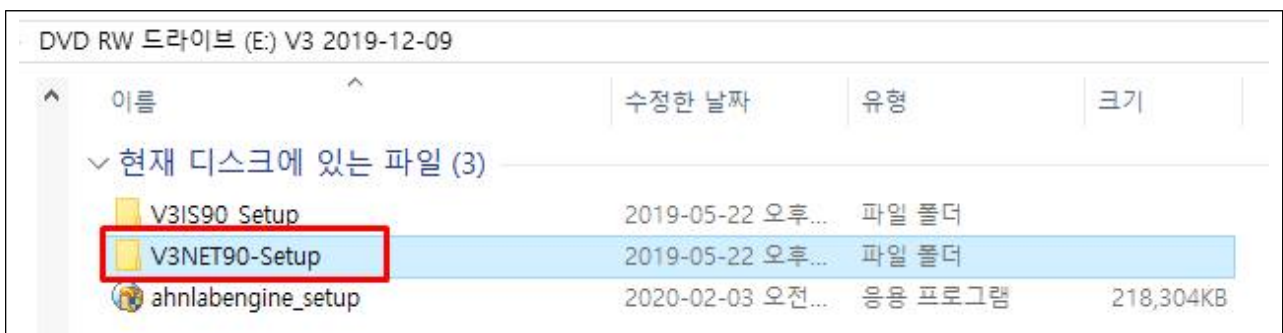 DVD RW 드라이브 (E:) V3 2019-12-09
이름 수정한 날짜 유형 크기
현재 디스크에 있는 파일 (3)
V3IS90_Setup 2019-05-22 오후... 파일 폴더
V3NET90-Setup 2019-05-22 오후... 파일 폴더
ahnlabengine_setup 2020-02-03 오전... 응용 프로그램 218,304KB